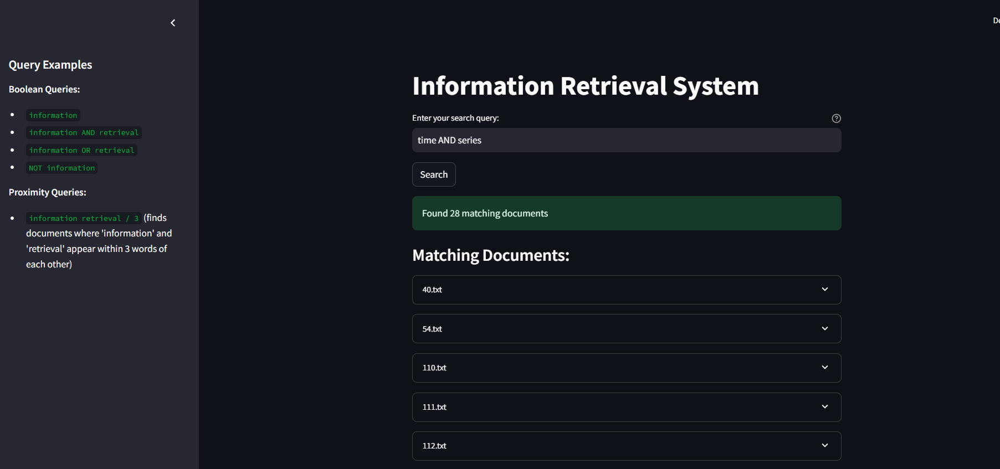 Query Examples
Boolean Queries:
information
information AND retrieval
information OR retrieval
NOT information
Proximity Queries:
information retrieval / 3 (finds
documents where 'information' and
'retrieval' appear within 3 words of
each other)
Information Retrieval System
Enter your search query:
time AND series
Search
Found 28 matching documents
Matching Documents:
40.txt
54.txt
110.txt
111.txt
112.txt